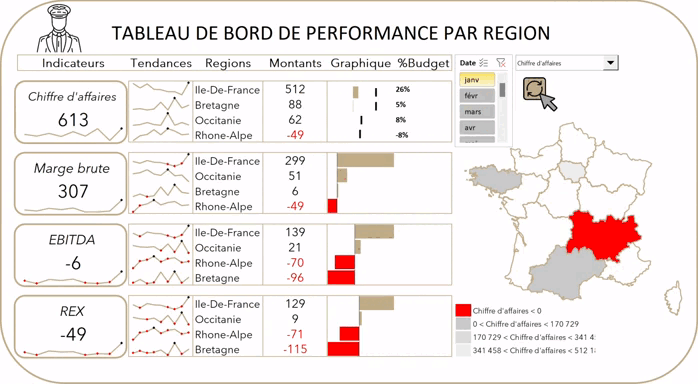 TABLEAU DE BORD DE PERFORMANCE PAR REGION
Indicateurs Tendances Regions Montants Graphique %Budget
Date
Chiffre d'affaires
janv
févr
mars
avr
Chiffre d'affaires
613
Ile-De-France 512 26%
Bretagne 88 5%
Occitanie 62 8%
Rhone-Alpe -49 -8%
Marge brute
307
Ile-De-France 299
Occitanie 51
Bretagne 6
Rhone-Alpe -49
EBITDA
-6
Ile-De-France 139
Occitanie 21
Rhone-Alpe -70
Bretagne -96
REX
-49
Ile-De-France 129
Occitanie 9
Rhone-Alpe -71
Bretagne -115
Chiffre d'affaires < 0
0 < Chiffre d'affaires < 170 729
170 729 < Chiffre d'affaires < 341
341 458 < Chiffre d'affaires < 512